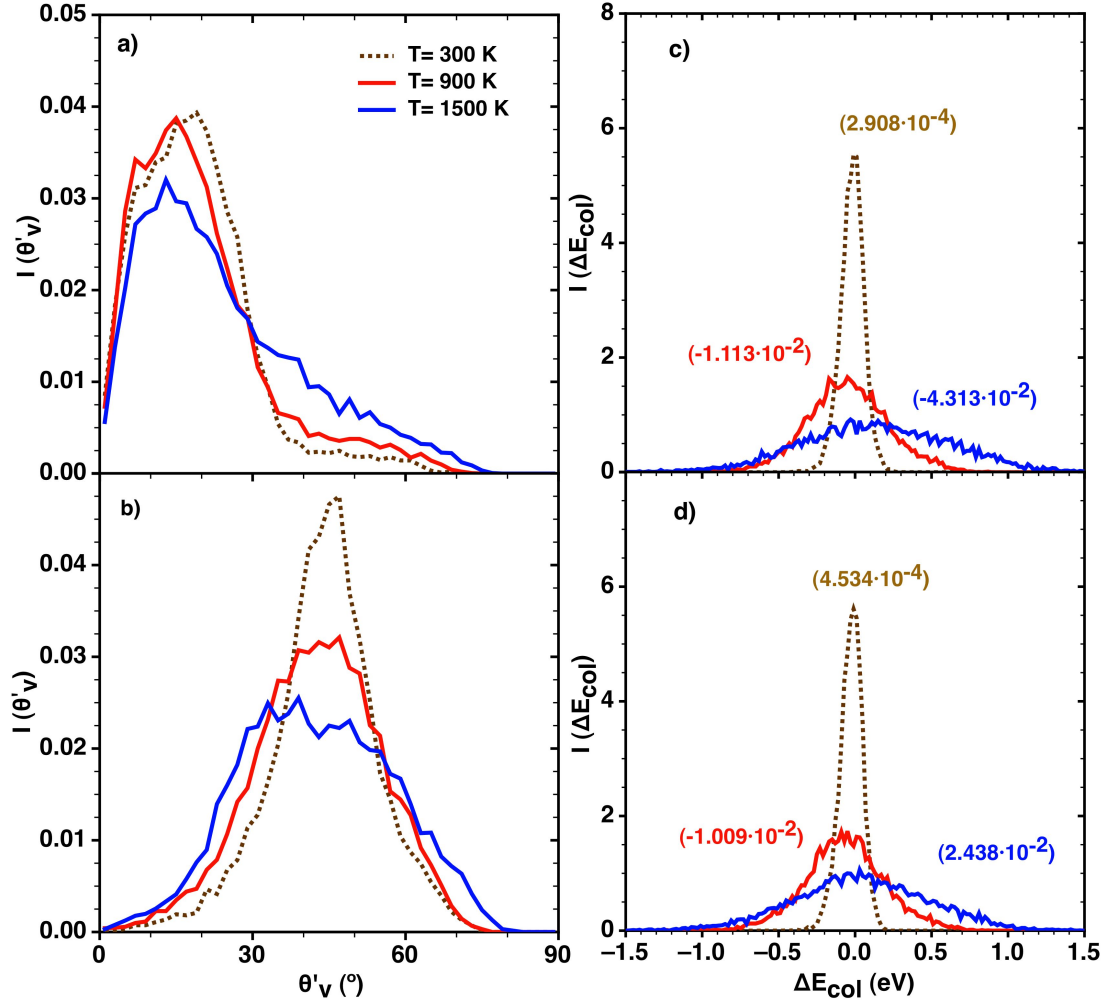 a)
T= 300 K
T= 900 K
T= 1500 K
0.05
0.04
0.03
0.02
0.01
0.00
I (θ'v)
b)
0.04
0.03
0.02
0.01
0.00
I (θ'v)
0 30 60 90
θ'v (º)
c)
8
6
4
2
0
I (ΔEcol)
(2.908·10-4)
(-1.113·10-2)
(-4.313·10-2)
d)
6
4
2
0
I (ΔEcol)
(4.534·10-4)
(-1.009·10-2)
(2.438·10-2)
−1.5 −1.0 −0.5 0.0 0.5 1.0 1.5
ΔEcol (eV)